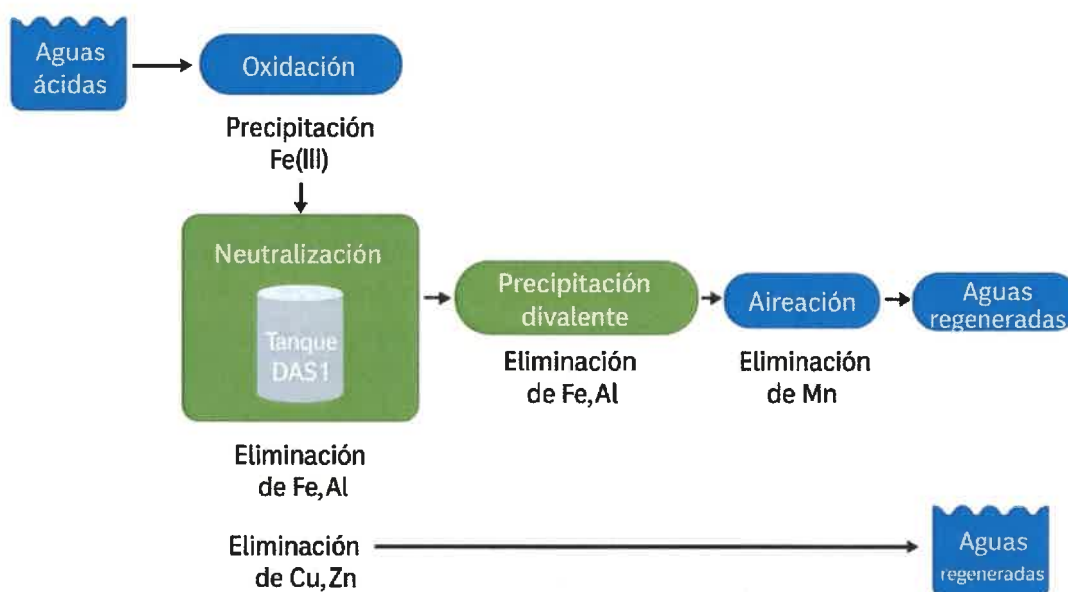 Aguas
ácidas
Oxidación
Precipitación
Fe(III)
Neutralización
Tanque
DAS1
Eliminación
de Fe,Al
Precipitación
divalente
Eliminación
de Fe,Al
Aireación
Eliminación
de Mn
Aguas
regeneradas
Eliminación
de Cu,Zn
Aguas
regeneradas